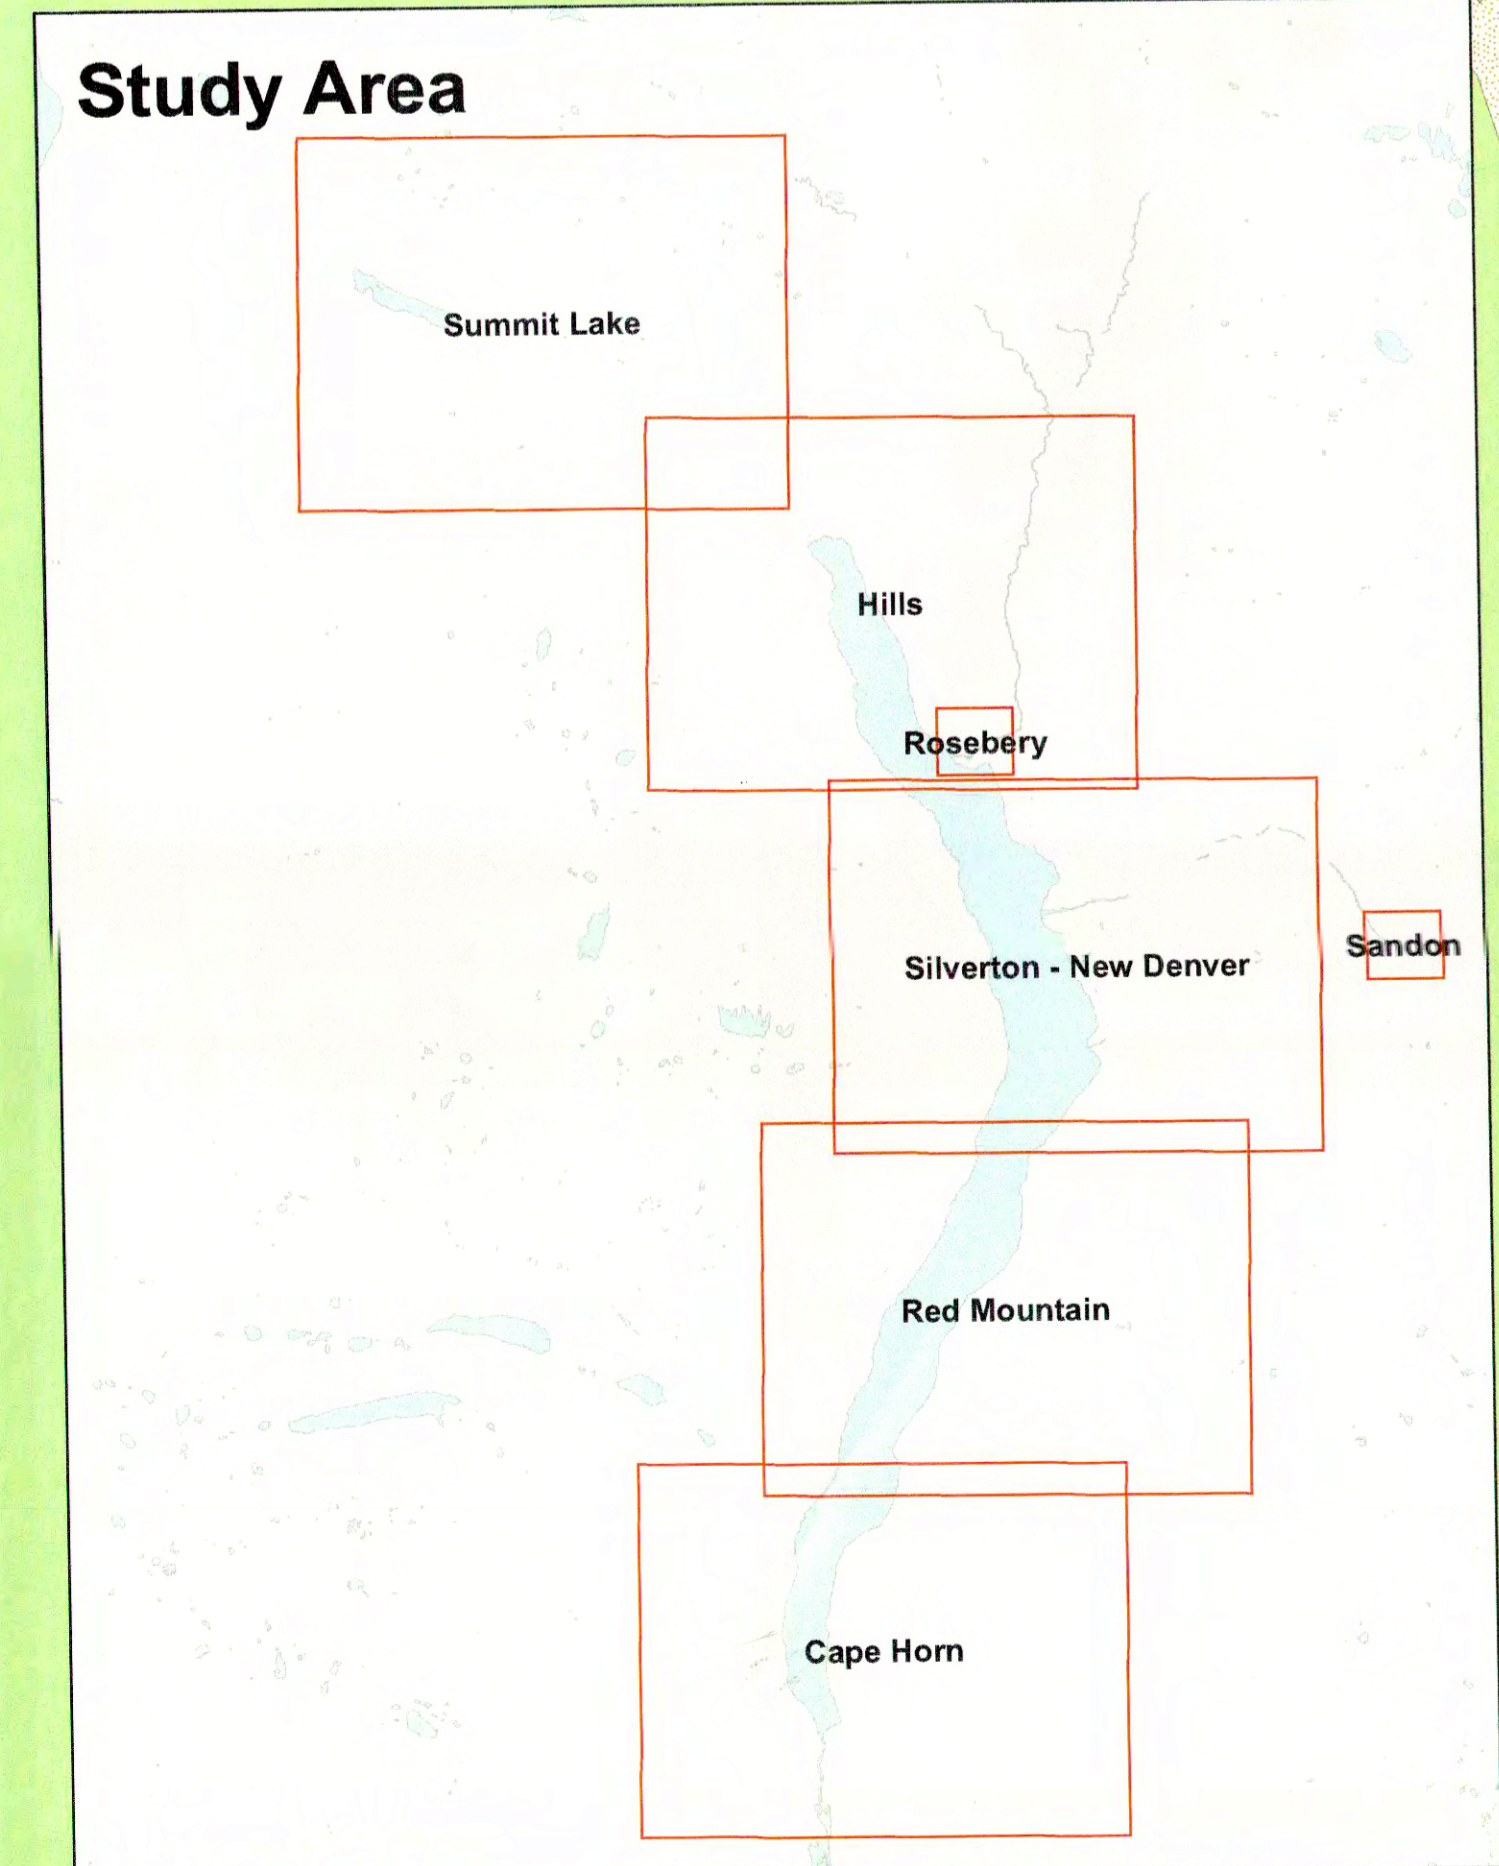 Study Area
Summit Lake
Hills
Rosebery
Sandon
Silverton - New Denver
Red Mountain
Cape Horn